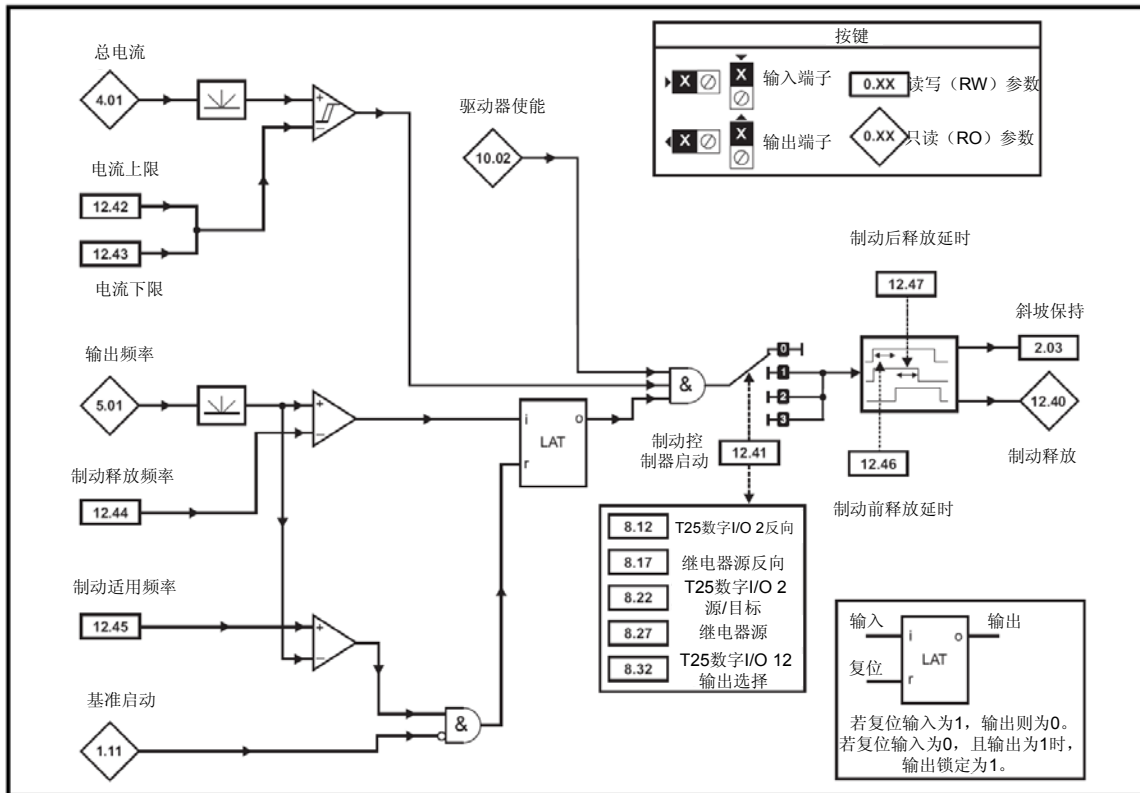 总电流
4.01
+
−
电流上限
12.42
12.43
电流下限
驱动器使能
10.02
按键
X
X
输入端子
0.XX
读写（RW）参数
X
X
输出端子
0.XX
只读（RO）参数
输出频率
5.01
+
−
制动释放频率
12.44
制动适用频率
12.45
+
−
基准启动
1.11
&
i
o
LAT
r
&
0
1
2
3
制动控
制器启动
12.41
制动后释放延时
12.47
12.46
制动前释放延时
斜坡保持
2.03
12.40
制动释放
8.12
T25数字I/O 2反向
8.17
继电器源反向
8.22
T25数字I/O 2
源/目标
8.27
继电器源
8.32
T25数字I/O 12
输出选择
输入
i
o
输出
LAT
复位
r
若复位输入为1，输出则为0。
若复位输入为0，且输出为1时，
输出锁定为1。